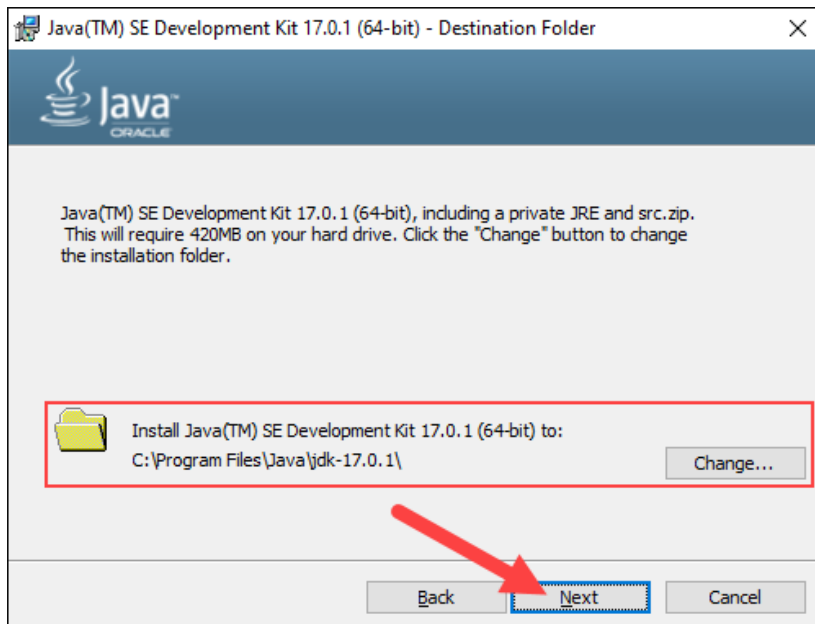 Java(TM) SE Development Kit 17.0.1 (64-bit) - Destination Folder
Java™
ORACLE
Java(TM) SE Development Kit 17.0.1 (64-bit), including a private JRE and src.zip.
This will require 420MB on your hard drive. Click the "Change" button to change
the installation folder.
Install Java(TM) SE Development Kit 17.0.1 (64-bit) to:
C:\Program Files\Java\jdk-17.0.1\
Change...
Back Next Cancel